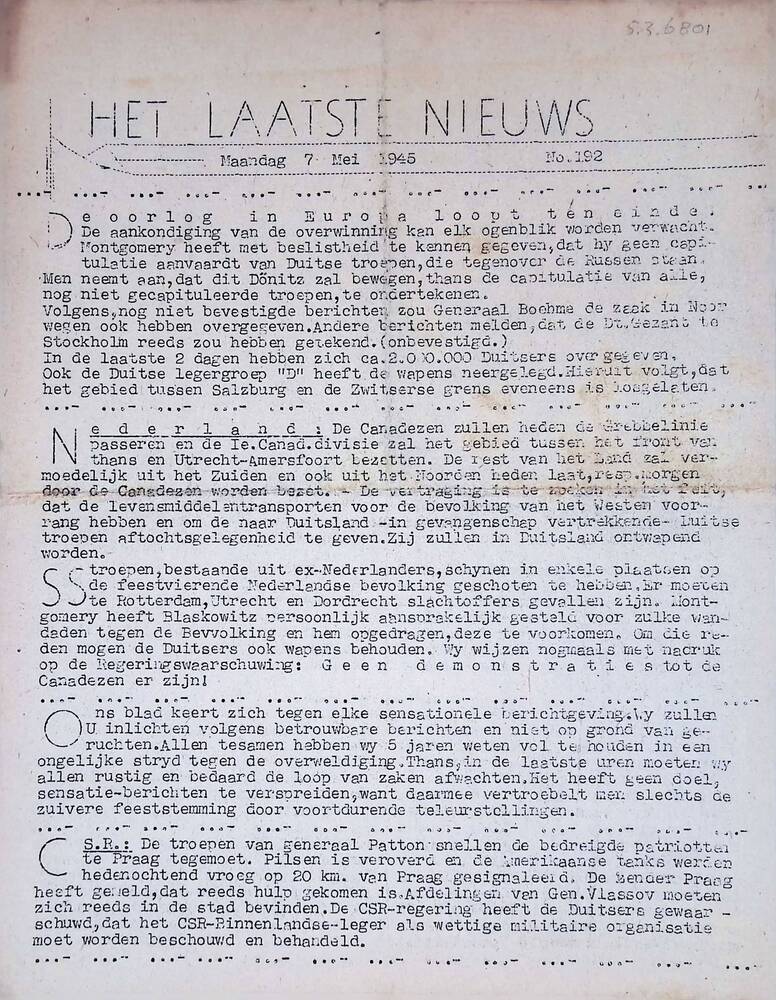 5.3.6801
HET LAATSTE NIEUWS
Maandag 7 Mei 1945 No.192
De oorlog in Europa loopt ten einde.
De aankondiging van de overwinning kan elk ogenblik worden verwacht.
Montgomery heeft met beslistheid te kennen gegeven,dat hy geen capi-
tulatie aanvaardt van Duitse troepen,die tegenover de Russen staan.
Men neemt aan,dat dit Dönitz zal bewegen,thans de capitulatie van alle,
nog niet gecapituleerde troepen,te ondertekenen.
Volgens,nog niet bevestigde berichten zou Generaal Boehme de zaak in Noor
wegen ook hebben overgegeven.Andere berichten melden,dat de Dt.Gezant te
Stockholm reeds zou hebben getekend.(onbevestigd.)
In de laatste 2 dagen hebben zich ca.2.000.000 Duitsers overgegeven.
Ook de Duitse legergroep "D" heeft de wapens neergelegd.Hieruit volgt,dat
het gebied tussen Salzburg en de Zwitserse grens eveneens is losgelaten.
Nederland: De Canadezen zullen heden de Grebbelinie
passeren en de Ie.Canad.divisie zal het gebied tussen het front van
thans en Utrecht-Amersfoort bezetten. De rest van het Land zal ver-
moedelijk uit het Zuiden en ook uit het Noorden heden laat,resp.morgen
door de Canadezen worden bezet. - De vertraging is te zoeken in het feit,
dat de levensmiddelentransporten voor de bevolking van het Westen voor-
rang hebben en om de naar Duitsland -in gevangenschap vertrekkende- Duitse
troepen aftochtsgelegenheid te geven.Zij zullen in Duitsland ontwapend
worden.
SS troepen,bestaande uit ex-Nederlanders,schynen in enkele plaatsen op
de feestvierende Nederlandse bevolking geschoten te hebben.Er moeten
te Rotterdam,Utrecht en Dordrecht slachtoffers gevallen zijn. Mont-
gomery heeft Blaskowitz persoonlijk aansprakelijk gesteld voor zulke wan-
daden tegen de Bevvolking en hem opgedragen,deze te voorkomen. Om die re-
den mogen de Duitsers ook wapens behouden. Wy wijzen nogmaals met nadruk
op de Regeringswaarschuwing: Geen demonstraties tot de
Canadezen er zijn!
Ons blad keert zich tegen elke sensationele berichtgeving.Wy zullen
U inlichten volgens betrouwbare berichten en niet op grond van ge-
ruchten.Allen tesamen hebben wy 5 jaren weten vol te houden in een
ongelijke stryd tegen de overweldiging.Thans,in de laatste uren moeten wy
allen rustig en bedaard de loop van zaken afwachten.Het heeft geen doel,
sensatie-berichten te verspreiden,want daarmee vertroebelt men slechts de
zuivere feeststemming door voortdurende teleurstellingen.
C S.R.: De troepen van generaal Patton snellen de bedreigde patriotten
te Praag tegemoet. Pilsen is veroverd en de Amerikaanse tanks werden
hedenochtend vroeg op 20 km. van Praag gesignaleerd. De Zender Praag
heeft gemeld,dat reeds hulp gekomen is.Afdelingen van Gen.Vlassov moeten
zich reeds in de stad bevinden.De CSR-regering heeft de Duitsers gewaar -
schuwd,dat het CSR-Binnenlandse-leger als wettige militaire organisatie
moet worden beschouwd en behandeld.